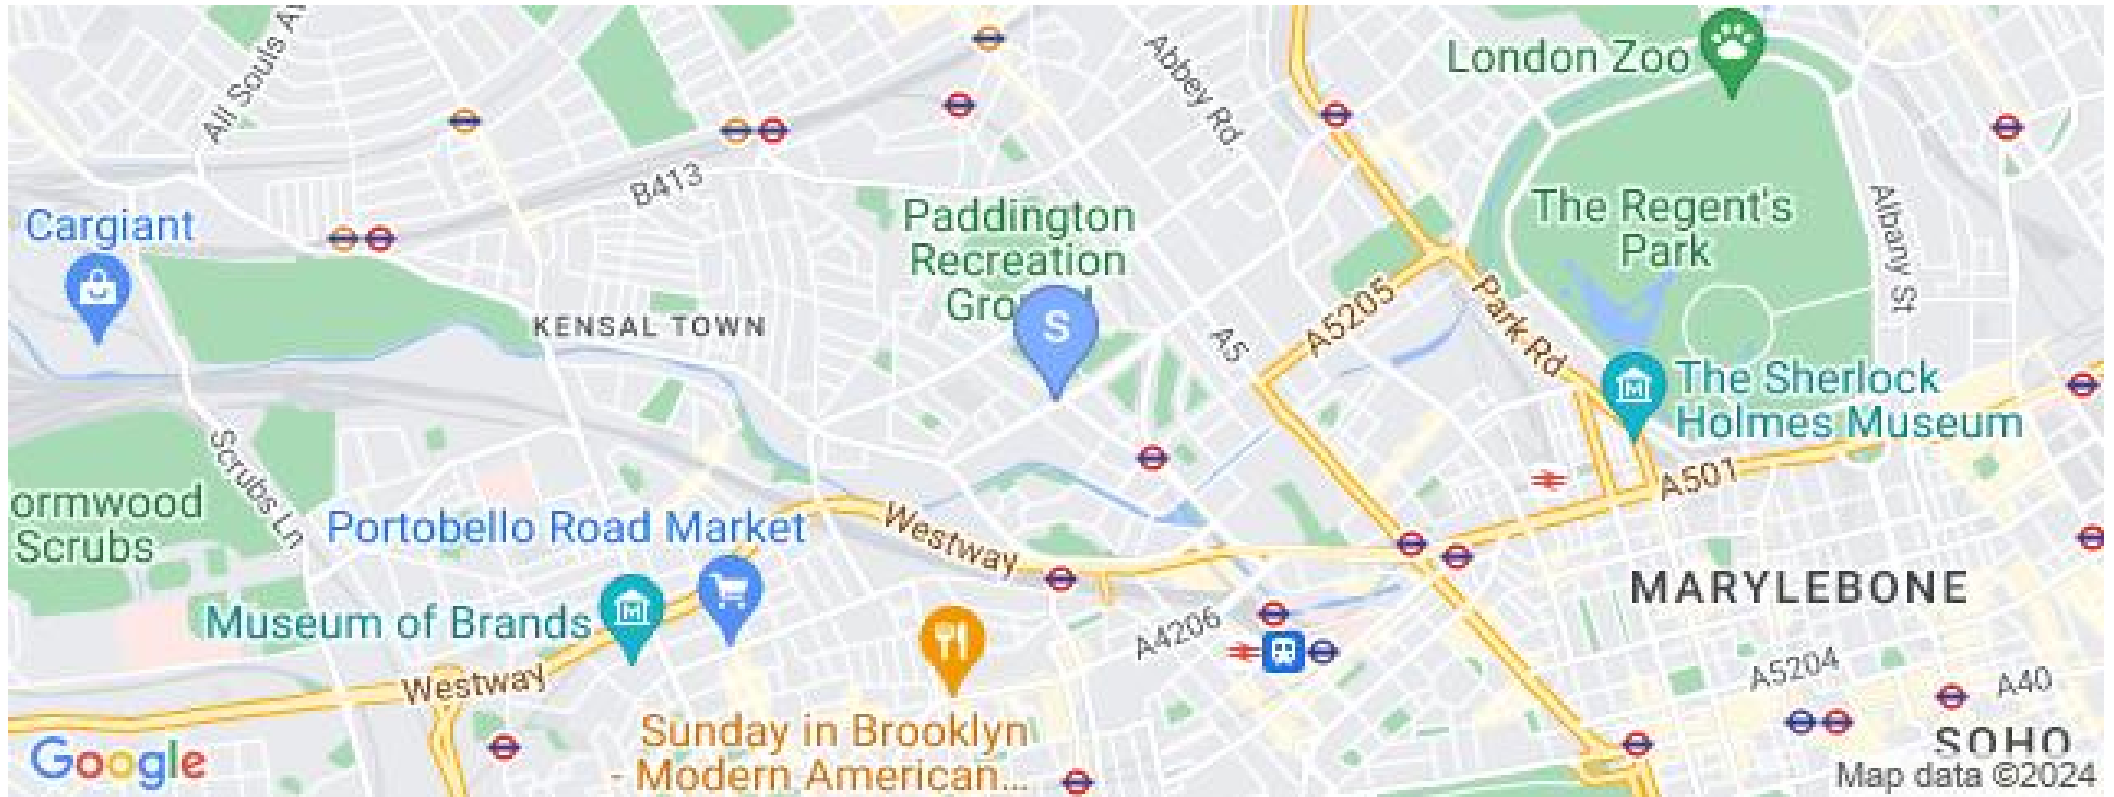 London Zoo
Abbey Rd.
All Souls Av
B413
Cargiant
Paddington
Recreation
The Regent's
Park
Albany St
KENSAL TOWN
S
A5
A5205
Park Rd
The Sherlock
Holmes Museum
Scrubs Ln
ormwood
Scrubs
Portobello Road Market
Westway
A501
Museum of Brands
MARYLEBONE
A4206
Westway
A5204
A40
Sunday in Brooklyn
- Modern American...
SOHO
Google
Map data ©2024